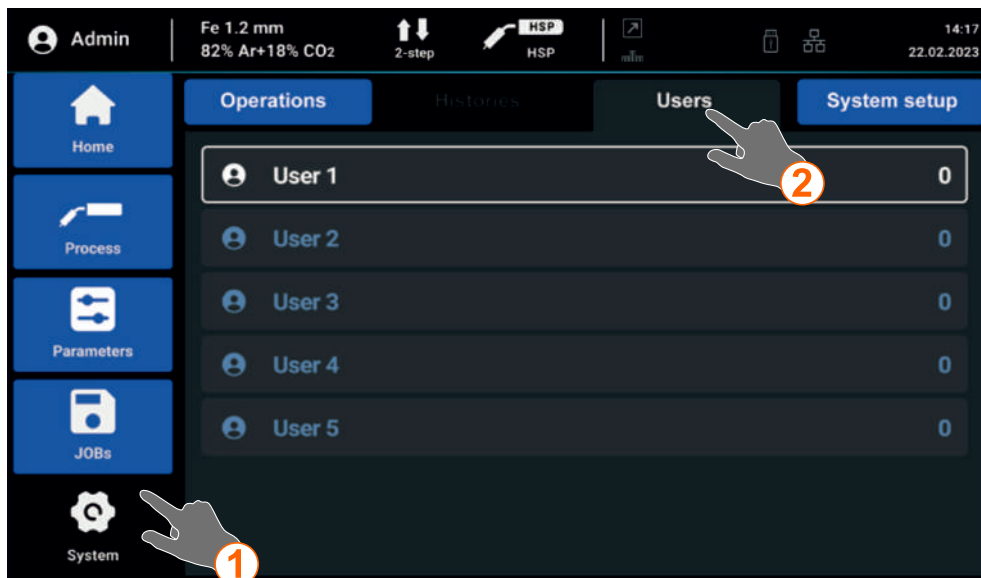 Admin
Fe 1.2 mm
82% Ar+18% CO2
2-step
HSP
HSP
14:17
22.02.2023
Home
Process
Parameters
JOBs
System
Operations
Histories
Users
System setup
User 1 0
User 2 0
User 3 0
User 4 0
User 5 0
1
2